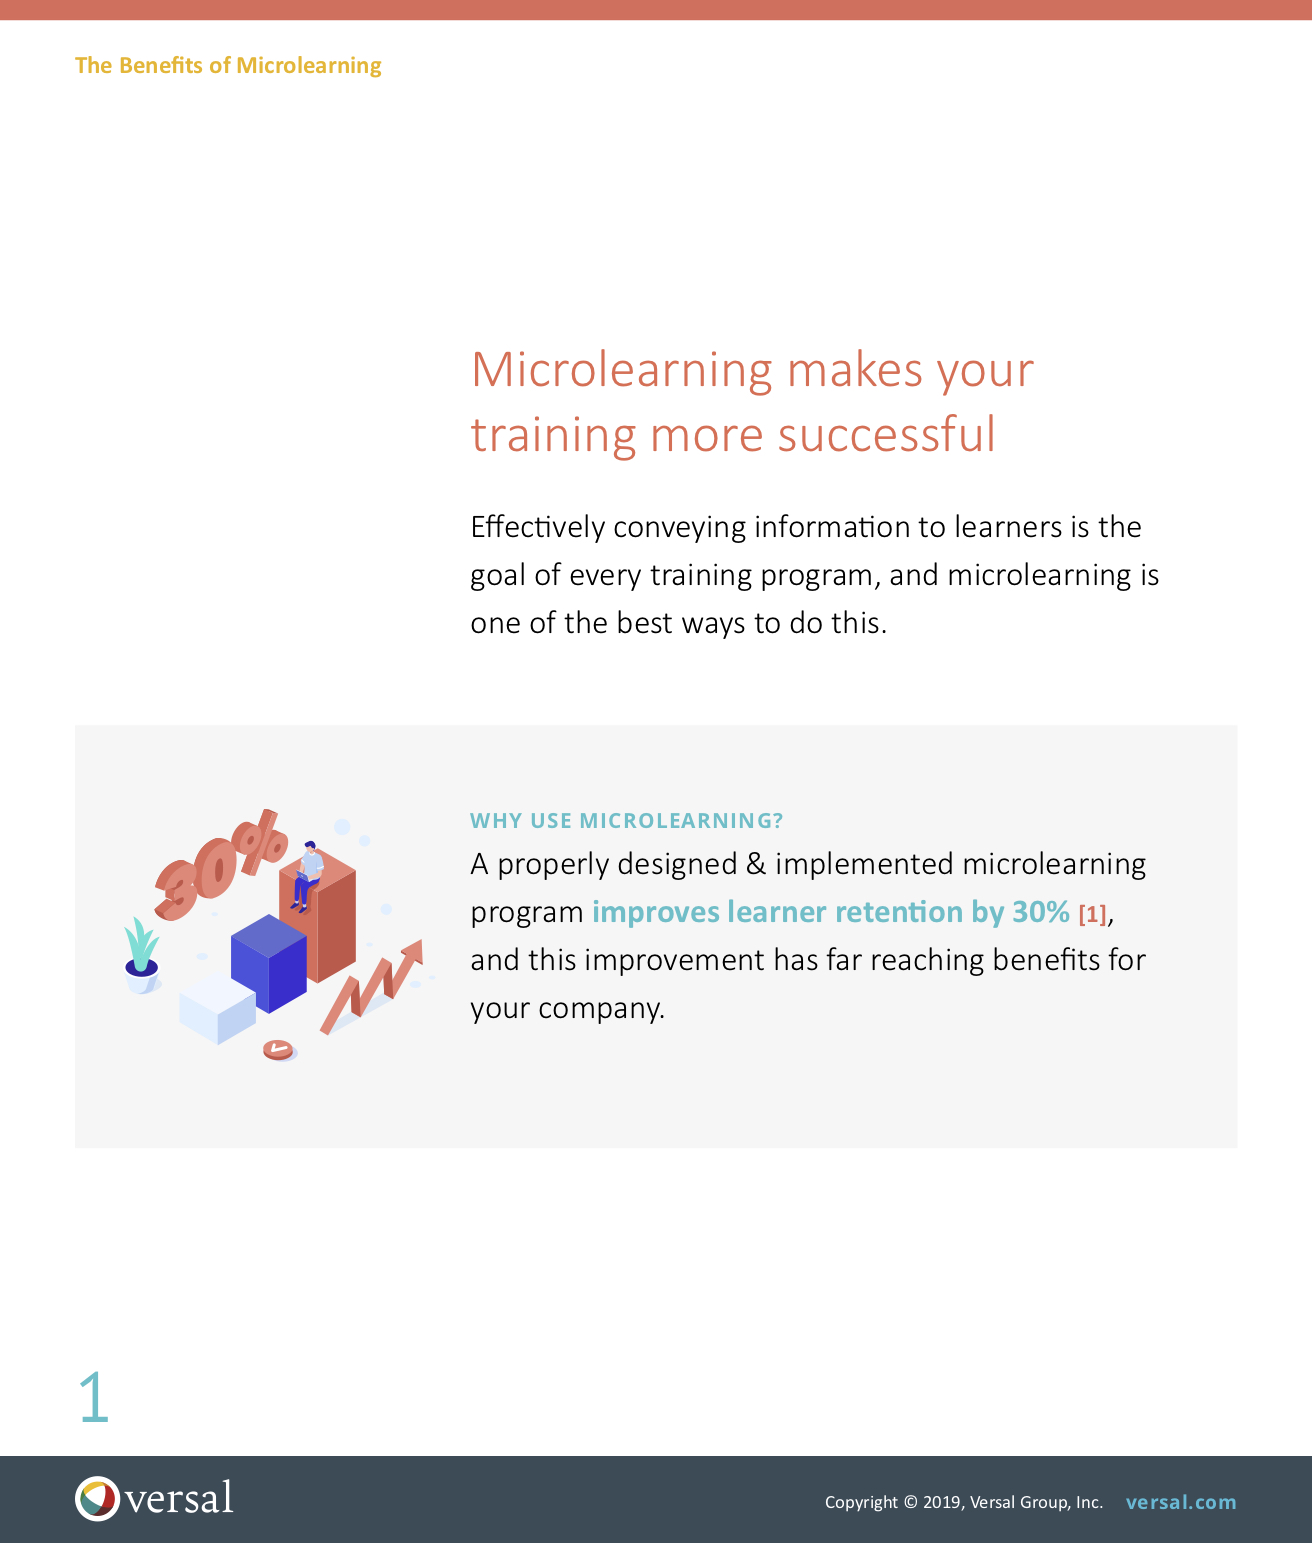 The Benefits of Microlearning
Microlearning makes your
training more successful
Effectively conveying information to learners is the
goal of every training program, and microlearning is
one of the best ways to do this.
30%
WHY USE MICROLEARNING?
A properly designed & implemented microlearning
program improves learner retention by 30% [1],
and this improvement has far reaching benefits for
your company.
1
versal
Copyright © 2019, Versal Group, Inc. versal.com